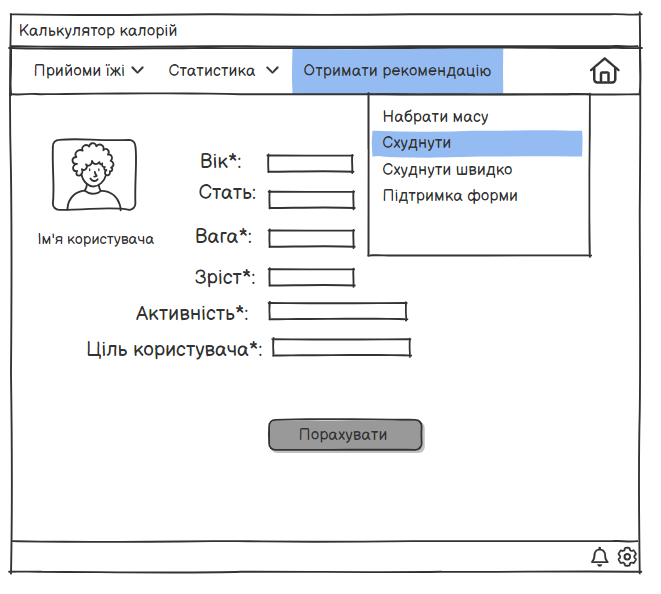 Калькулятор калорій
Прийоми їжі
Статистика
Отримати рекомендацію
Набрати масу
Схуднути
Схуднути швидко
Підтримка форми
Ім'я користувача
Вік*:
Стать:
Вага*:
Зріст*:
Активність*:
Ціль користувача*:
Порахувати